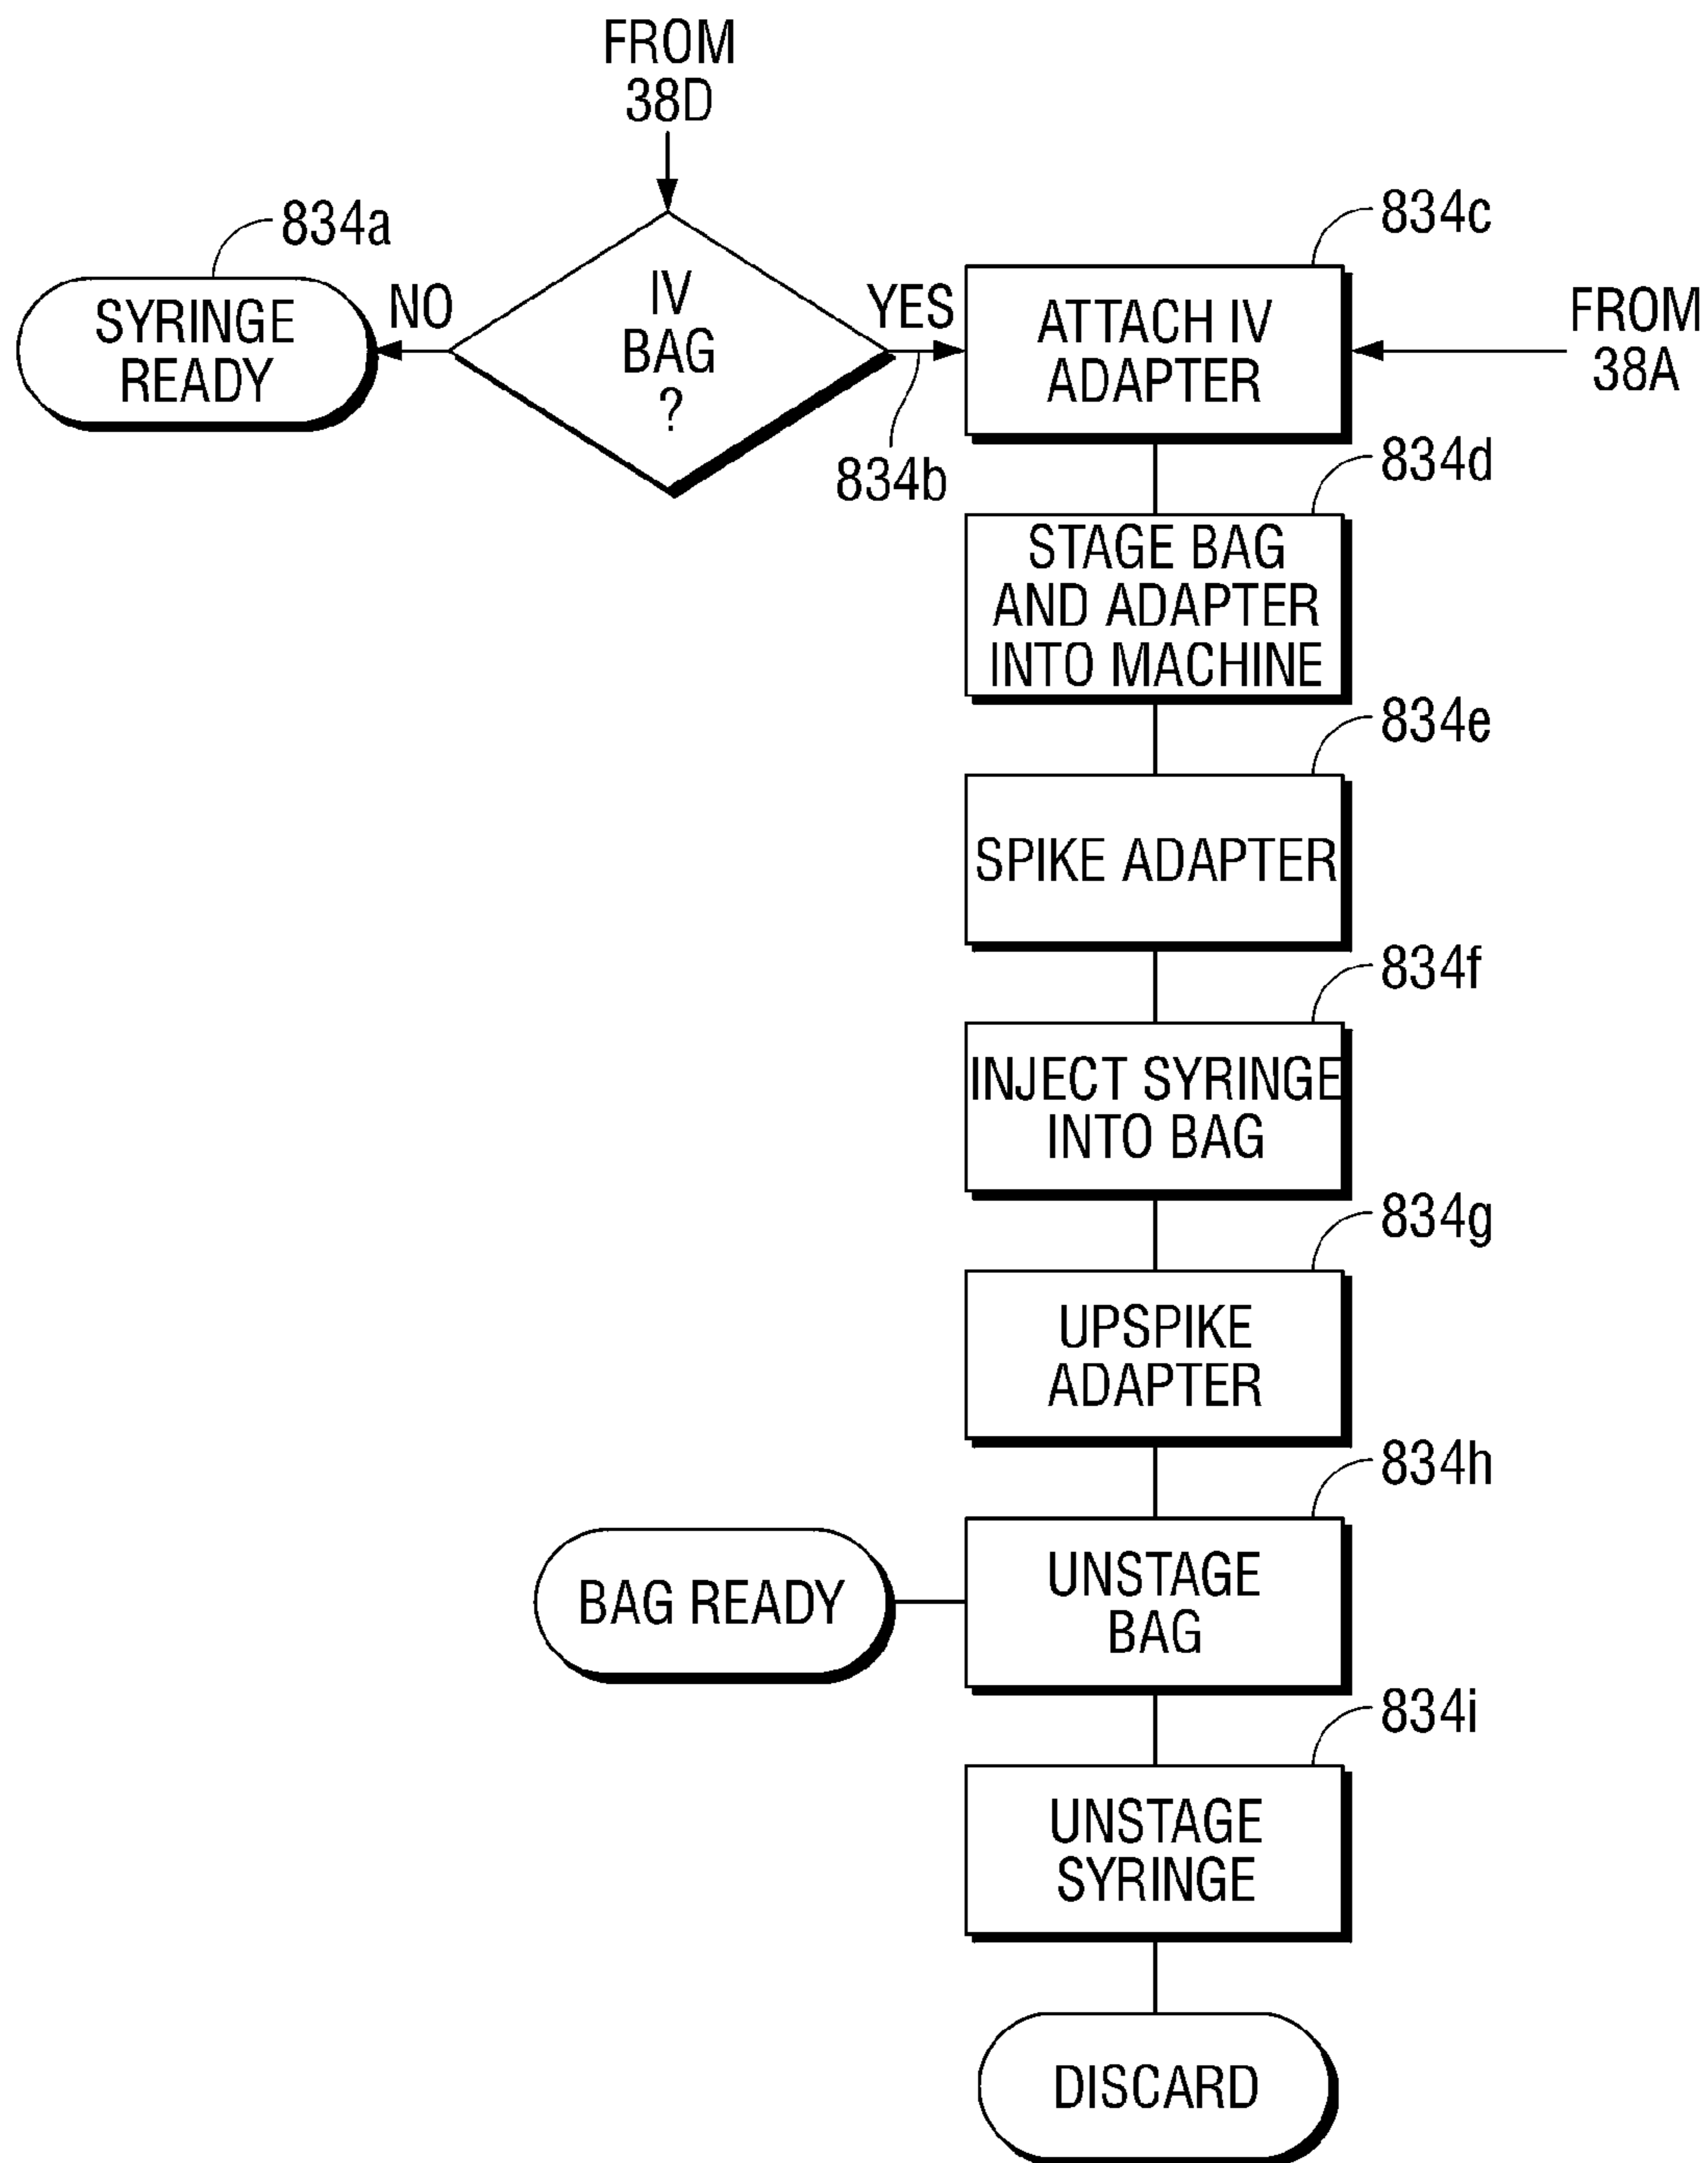 FROM
38D
834a
SYRINGE
READY
NO
IV
BAG
?
YES
834b
834c
ATTACH IV
ADAPTER
FROM
38A
834d
STAGE BAG
AND ADAPTER
INTO MACHINE
834e
SPIKE ADAPTER
834f
INJECT SYRINGE
INTO BAG
834g
UPSPIKE
ADAPTER
834h
BAG READY
UNSTAGE
BAG
834i
UNSTAGE
SYRINGE
DISCARD